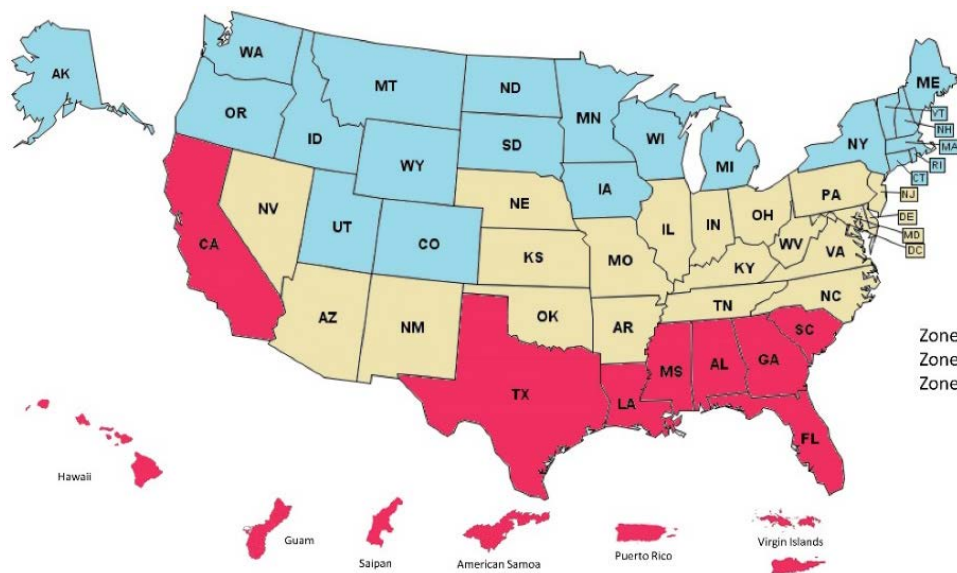 AK
WA
MT
ND
MN
OR
ID
WY
SD
WI
MI
NY
ME
VT
NH
MA
RI
CT
NJ
DE
MD
DC
IA
NE
NV
UT
CO
CA
IL
IN
OH
PA
WV
VA
KS
MO
KY
AZ
NM
OK
AR
TN
NC
SC
TX
LA
MS
AL
GA
FL
Zone
Zone
Zone
Hawaii
Guam
Saipan
American Samoa
Puerto Rico
Virgin Islands